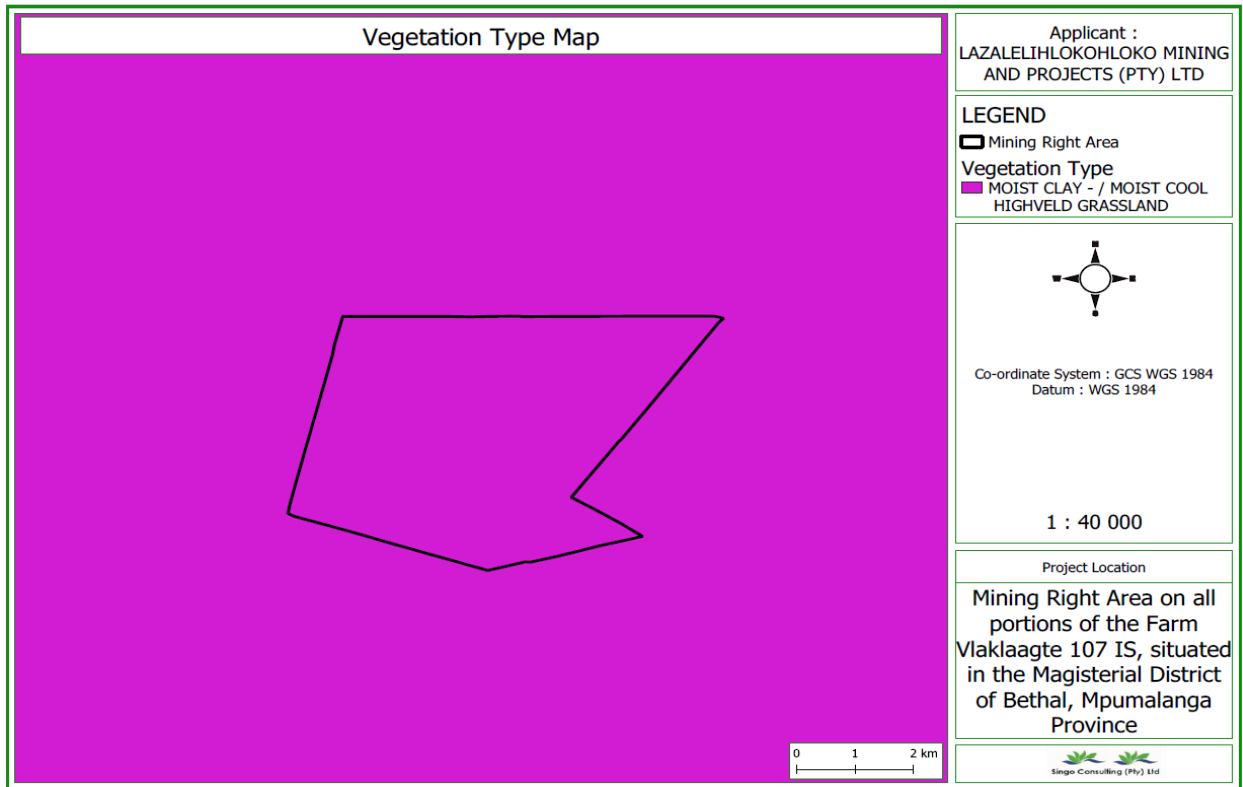 Vegetation Type Map
Applicant :
LAZALELIHLOKOHLOKO MINING
AND PROJECTS (PTY) LTD
LEGEND
Mining Right Area
Vegetation Type
MOIST CLAY - / MOIST COOL
HIGHVELD GRASSLAND
Co-ordinate System : GCS WGS 1984
Datum : WGS 1984
1 : 40 000
Project Location
Mining Right Area on all
portions of the Farm
Vlaklaagte 107 IS, situated
in the Magisterial District
of Bethal, Mpumalanga
Province
0 1 2 km
Singo Consulting (Pty) Ltd